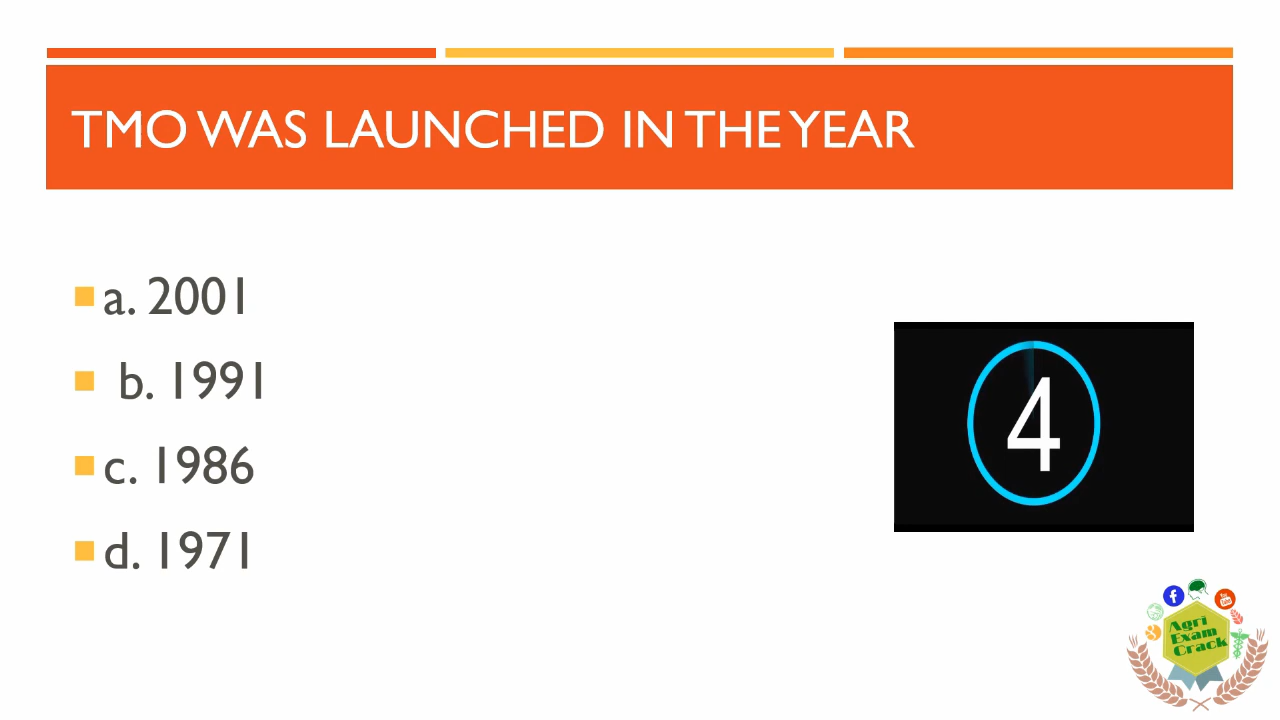 TMO WAS LAUNCHED IN THE YEAR
a. 2001
b. 1991
c. 1986
d. 1971
4
Agri
Exam
Crack